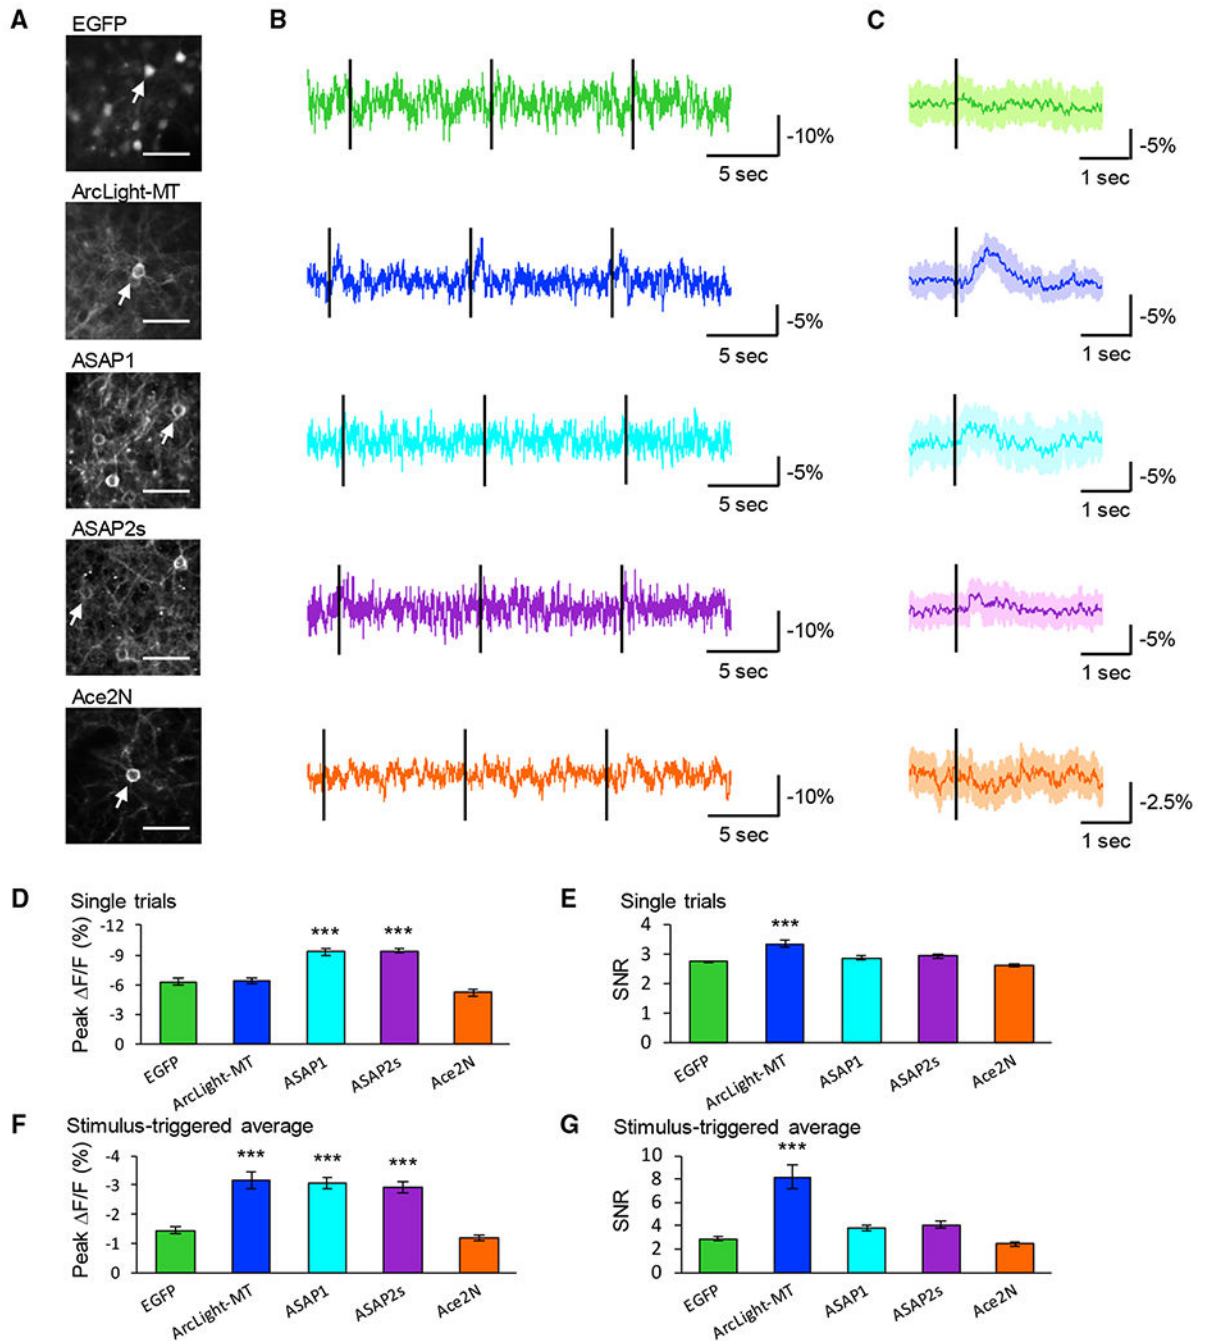 A
B
C
EGFP
-10%
5 sec
-5%
1 sec
ArcLight-MT
-5%
5 sec
-5%
1 sec
ASAP1
-5%
5 sec
-5%
1 sec
ASAP2s
-10%
5 sec
-5%
1 sec
Ace2N
-10%
5 sec
-2.5%
1 sec
D
Single trials
Peak ΔF/F (%)
-12
-9
-6
-3
0
*** ***
EGFP
ArcLight-MT
ASAP1
ASAP2s
Ace2N
E
Single trials
SNR
4
3
2
1
0
***
EGFP
ArcLight-MT
ASAP1
ASAP2s
Ace2N
F
Stimulus-triggered average
Peak ΔF/F (%)
-4
-3
-2
-1
0
*** *** ***
EGFP
ArcLight-MT
ASAP1
ASAP2s
Ace2N
G
Stimulus-triggered average
SNR
10
8
6
4
2
0
***
EGFP
ArcLight-MT
ASAP1
ASAP2s
Ace2N